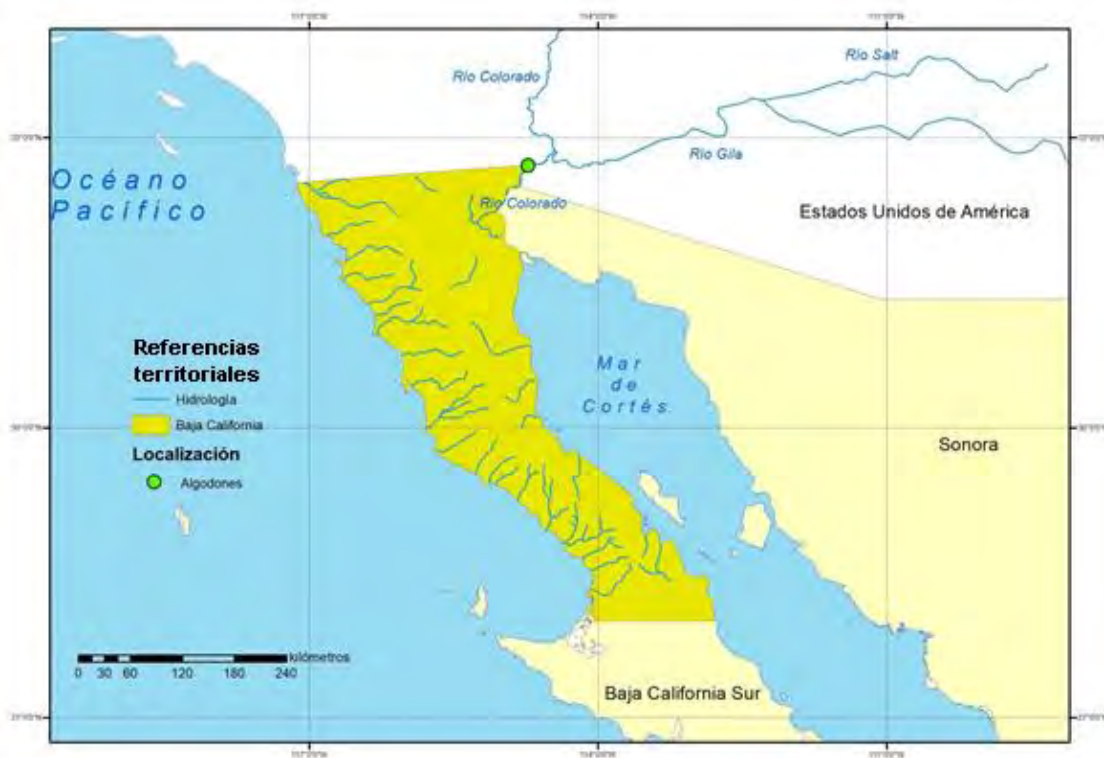 Río Salt
Río Colorado
Río Gila
Océano
Pacífico
Río Colorado
Estados Unidos de América
Referencias
territoriales
Hidrología
Baja California
Localización
Algodones
Mar
de
Cortés
Sonora
kilómetros
0 30 60 120 180 240
Baja California Sur